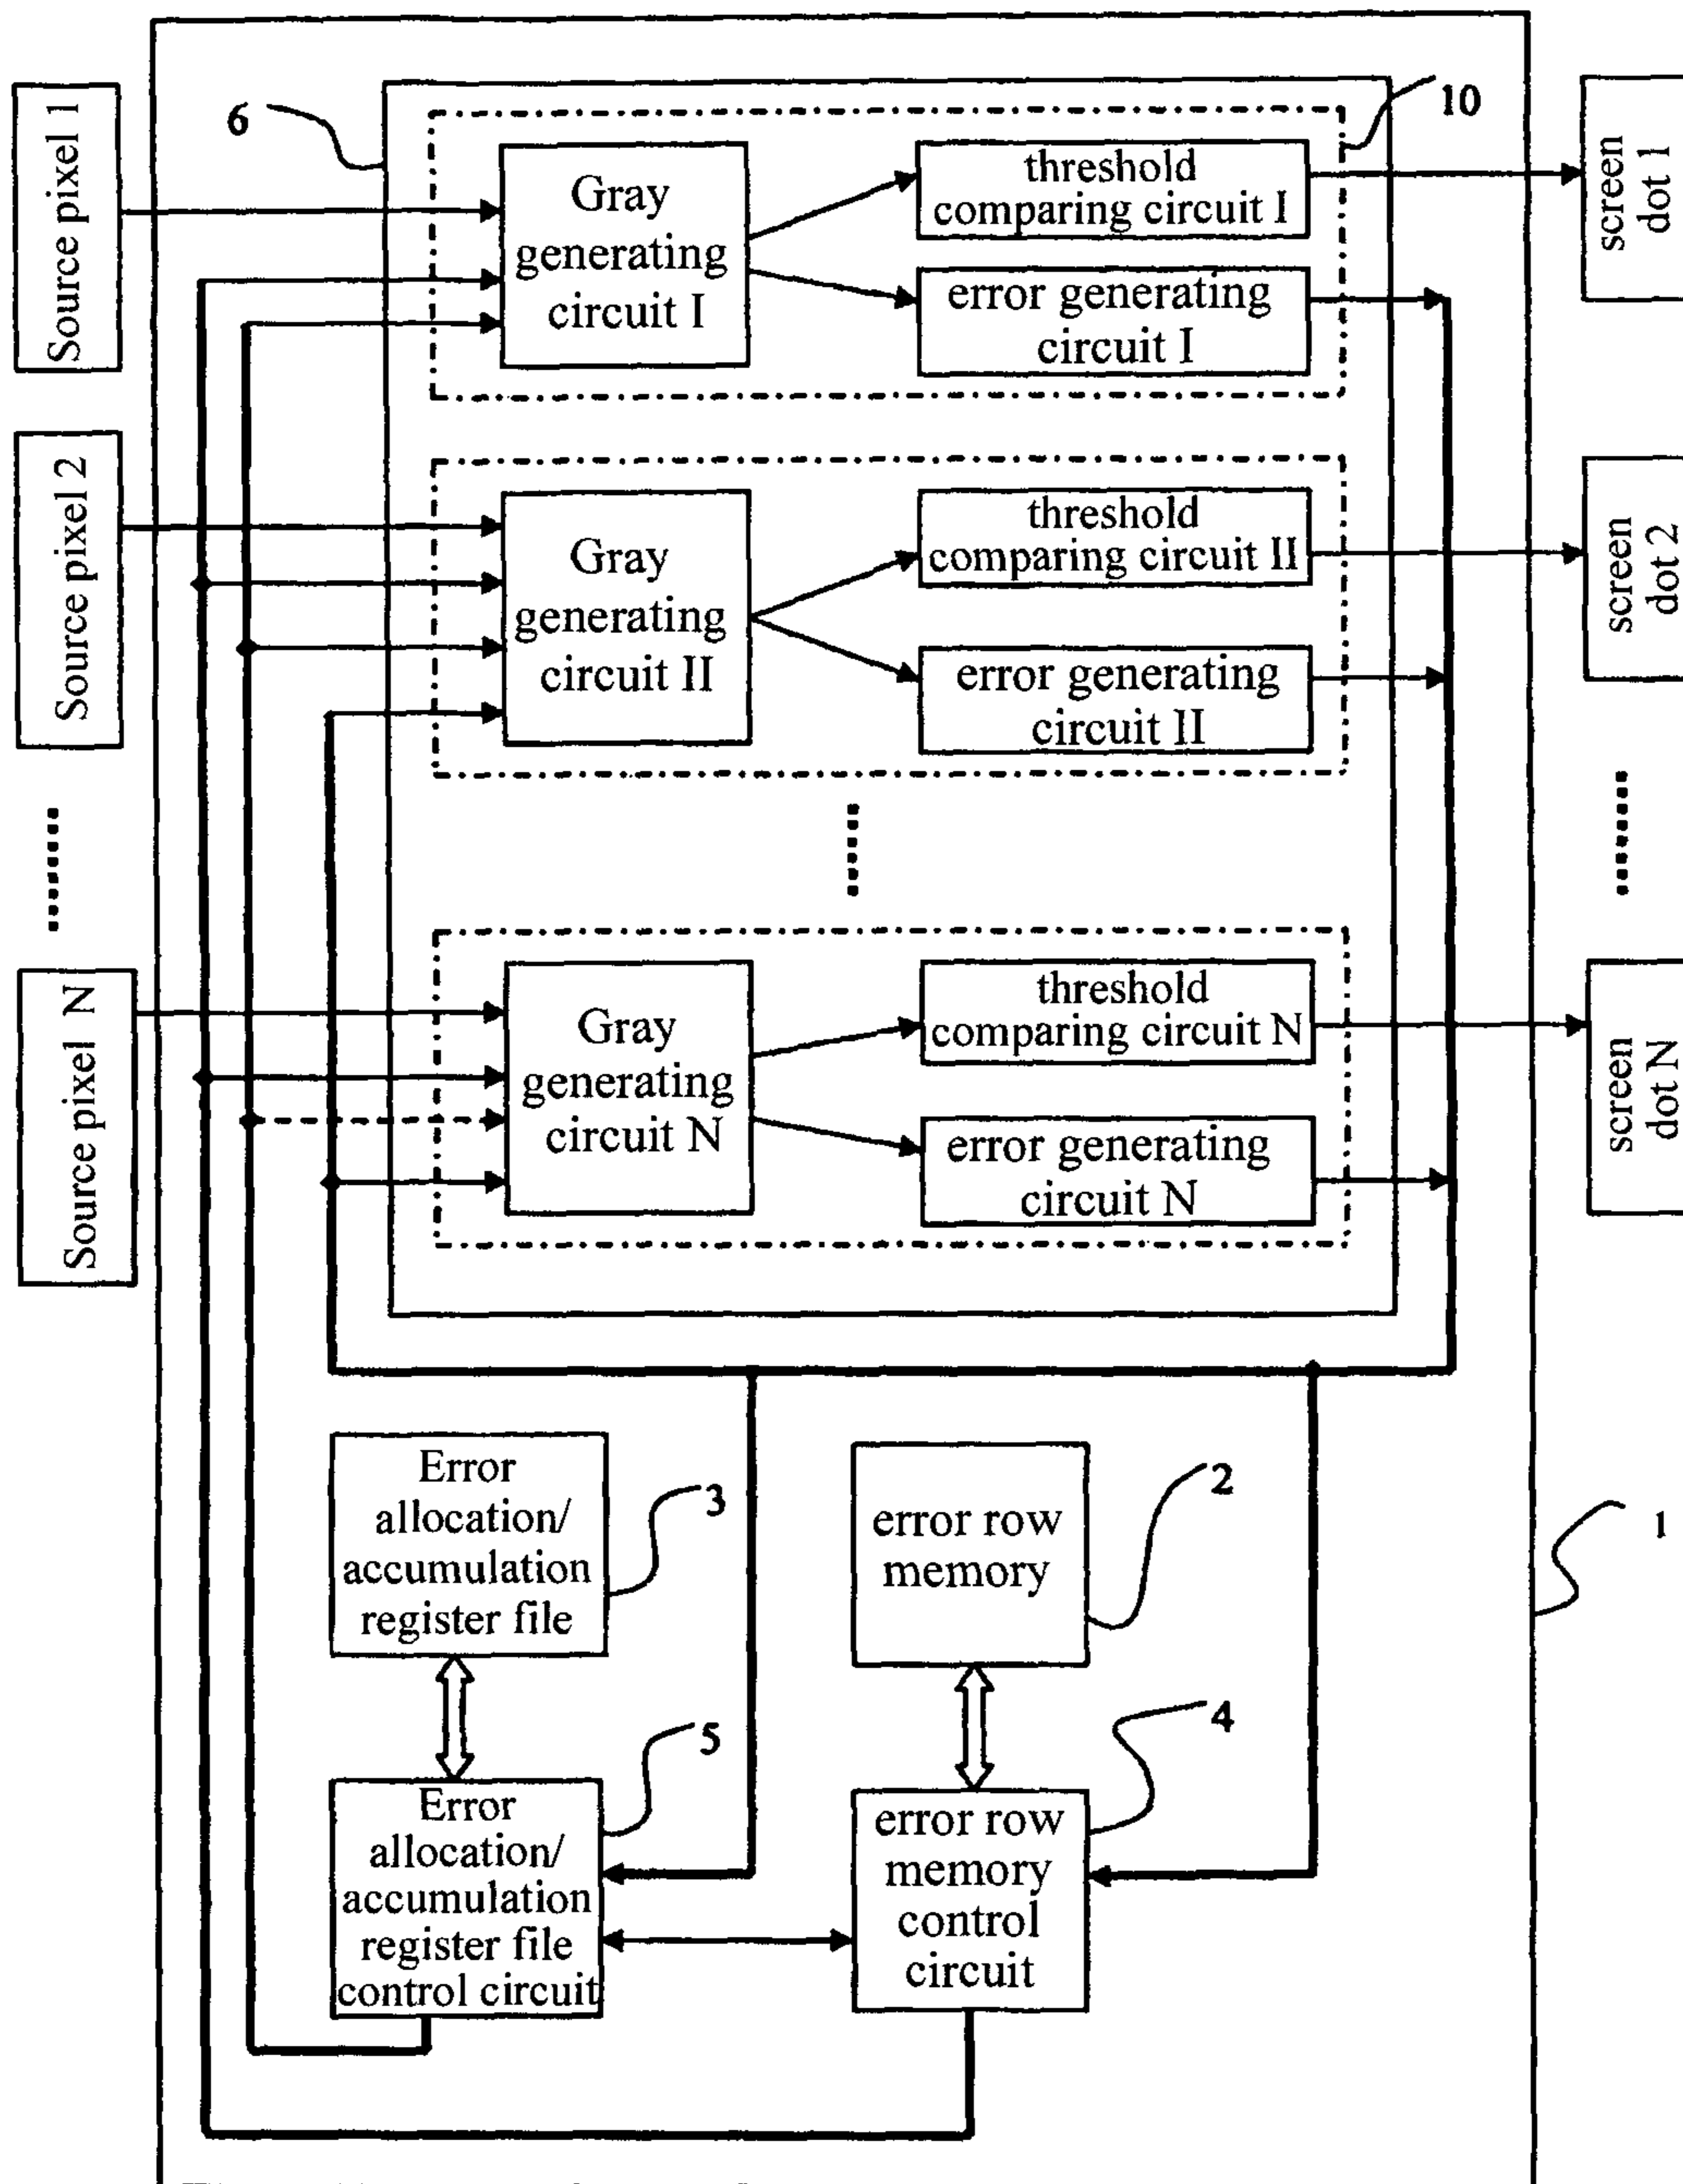 Source pixel 1
6
10
Gray
generating
circuit I
threshold
comparing circuit I
error generating
circuit I
screen
dot 1
Source pixel 2
Gray
generating
circuit II
threshold
comparing circuit II
error generating
circuit II
screen
dot 2
Source pixel N
Gray
generating
circuit N
threshold
comparing circuit N
error generating
circuit N
screen
dot N
Error
allocation/
accumulation
register file
3
error row
memory
2
1
Error
allocation/
accumulation
register file
control circuit
5
error row
memory
control
circuit
4